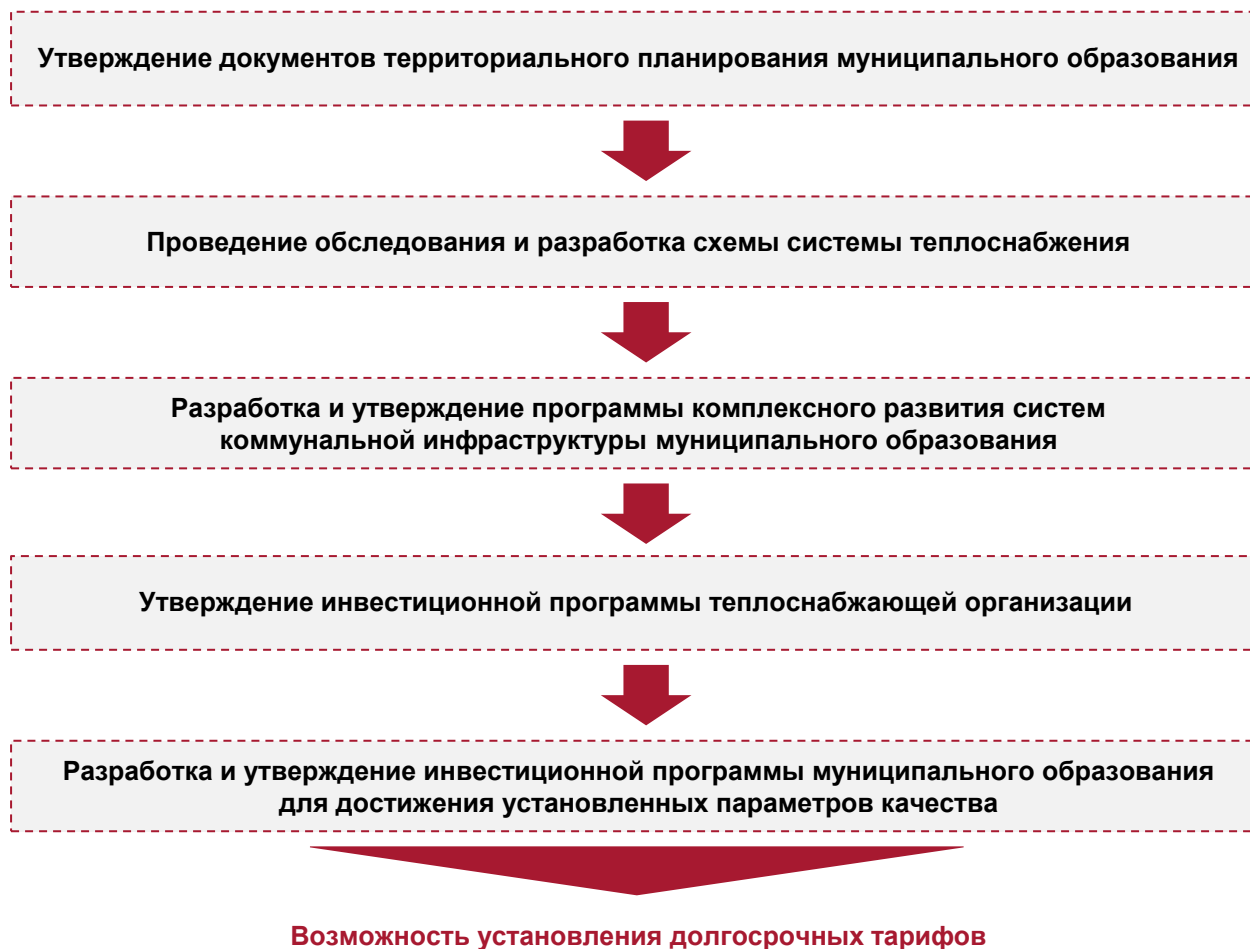 Утверждение документов территориального планирования муниципального образования
Проведение обследования и разработка схемы системы теплоснабжения
Разработка и утверждение программы комплексного развития систем
коммунальной инфраструктуры муниципального образования
Утверждение инвестиционной программы теплоснабжающей организации
Разработка и утверждение инвестиционной программы муниципального образования
для достижения установленных параметров качества
Возможность установления долгосрочных тарифов